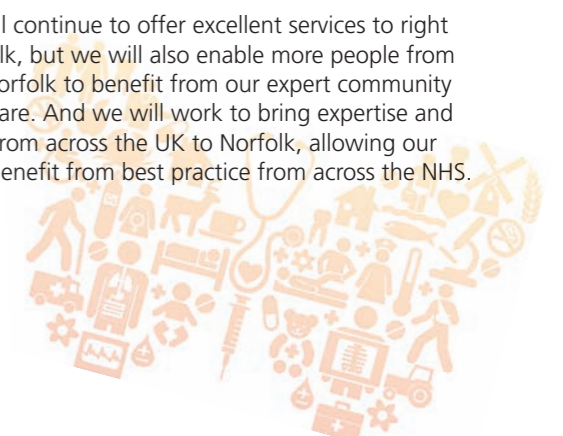 l continue to offer excellent services to right
lk, but we will also enable more people from
orfolk to benefit from our expert community
are. And we will work to bring expertise and
rom across the UK to Norfolk, allowing our
enefit from best practice from across the NHS.